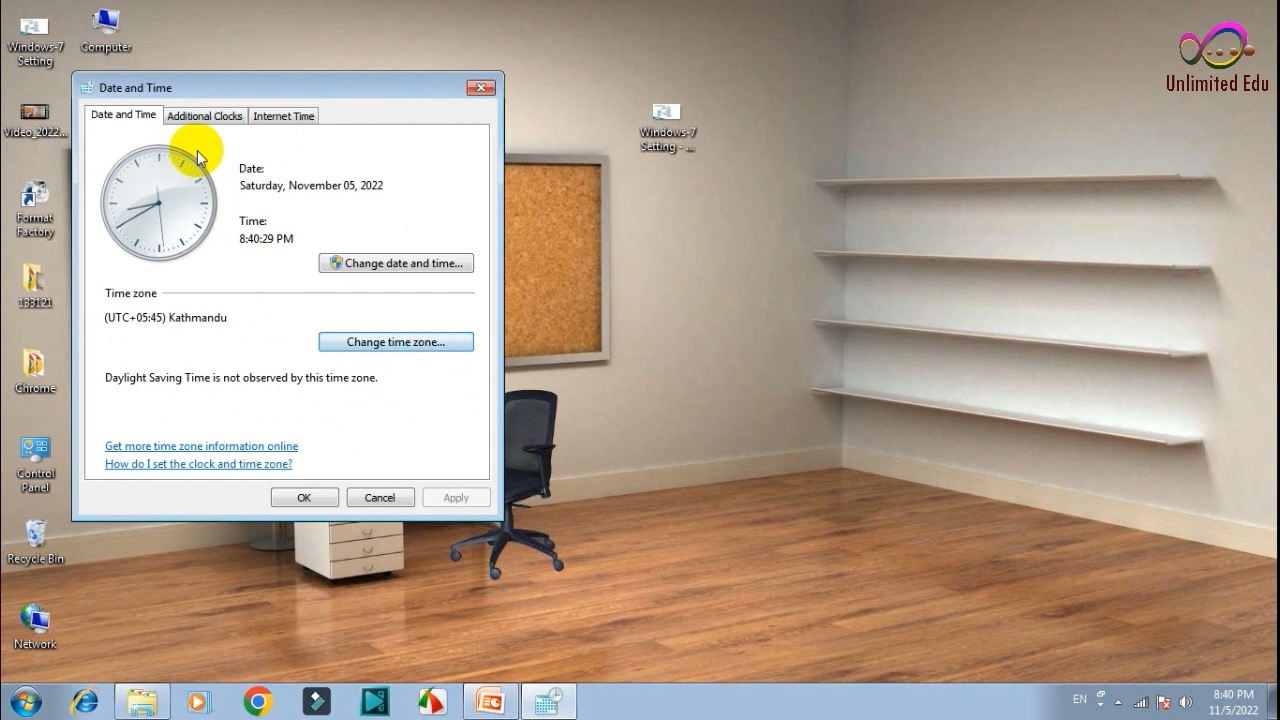 Windows-7
Setting
Computer
Video_2022...
Format
Factory
133121
Chrome
Control
Panel
Recycle Bin
Network
Date and Time
Date and Time
Additional Clocks
Internet Time
Date:
Saturday, November 05, 2022
Time:
8:40:29 PM
Change date and time...
Time zone
(UTC+05:45) Kathmandu
Change time zone...
Daylight Saving Time is not observed by this time zone.
Get more time zone information online
How do I set the clock and time zone?
OK
Cancel
Apply
Windows-7
Setting - ...
Unlimited Edu
EN
8:40 PM
11/5/2022